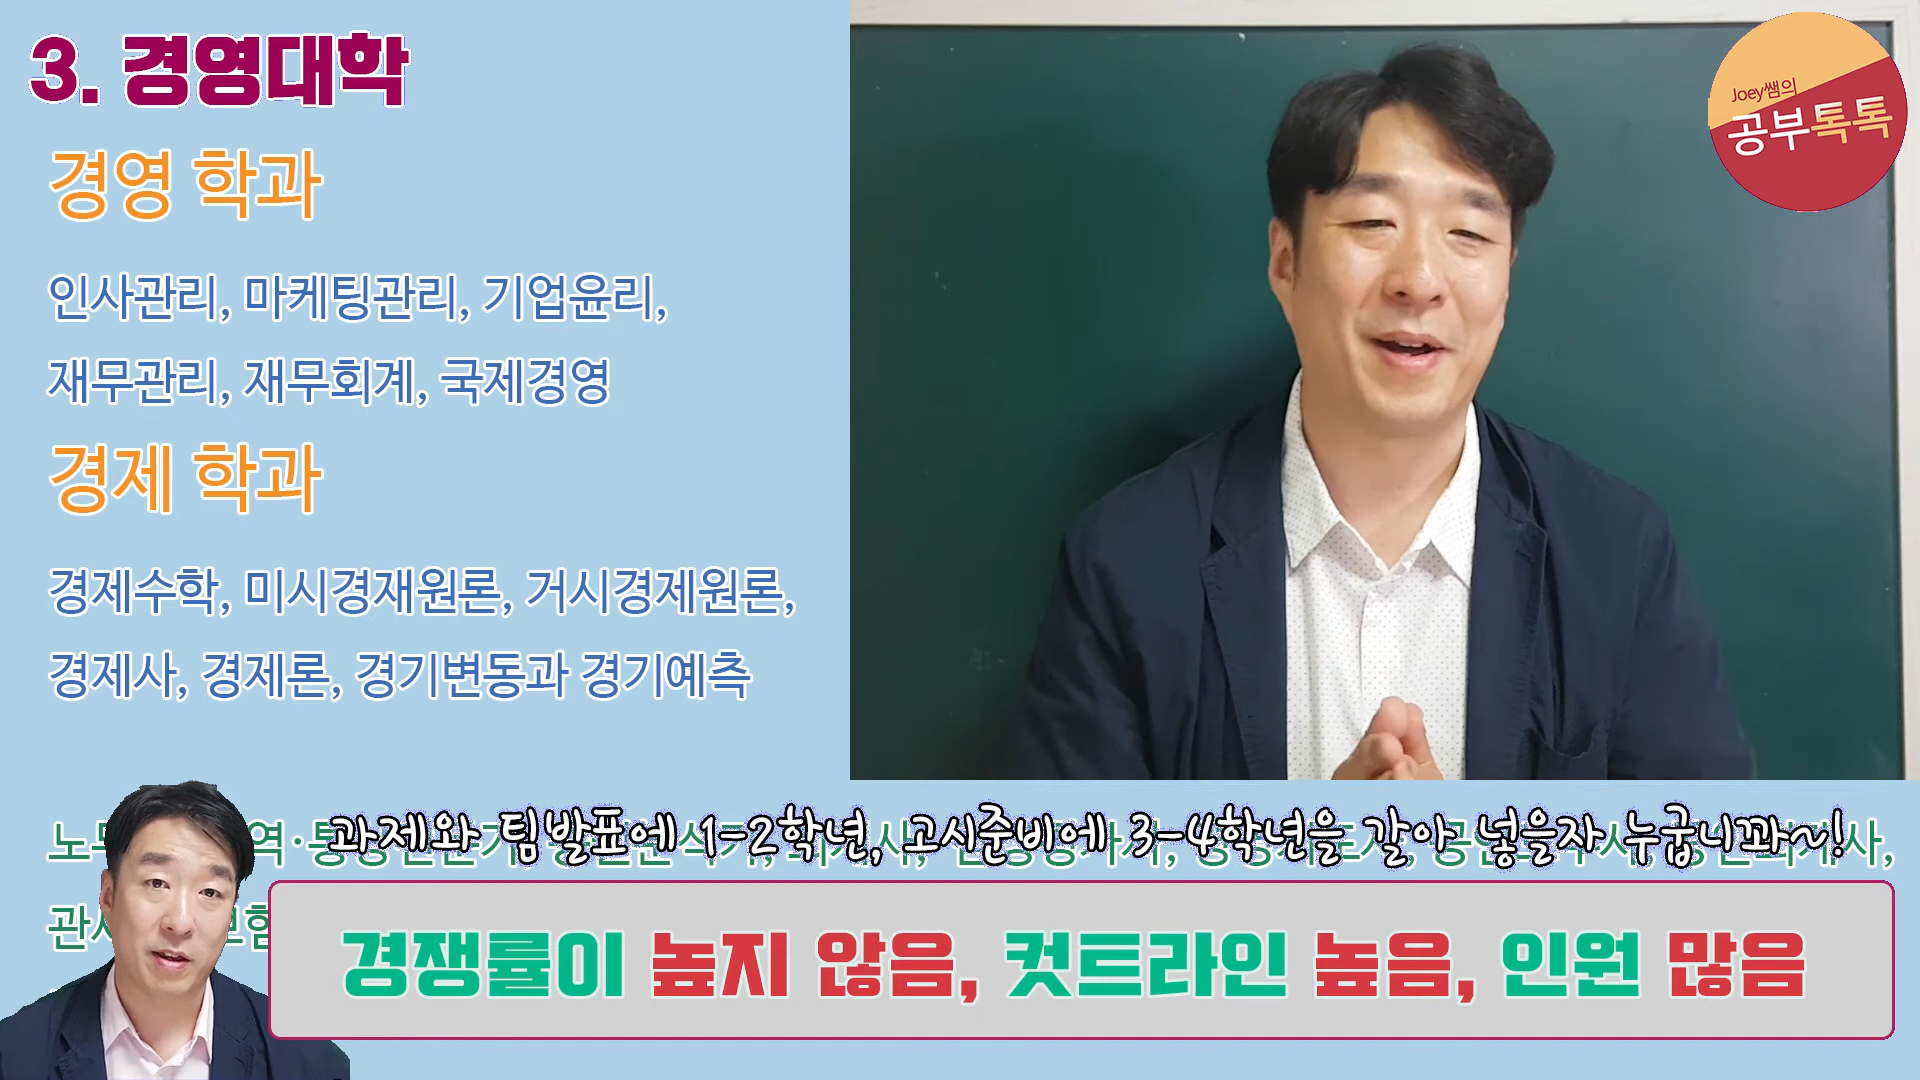 3. 경영대학
Joey쌤의
공부톡톡
경영 학과
인사관리, 마케팅관리, 기업윤리,
재무관리, 재무회계, 국제경영
경제 학과
경제수학, 미시경재원론, 거시경제원론,
경제사, 경제론, 경기변동과 경기예측
과제와 팀발표에 1-2학년, 고시준비에 3-4학년을 갈아 넣을자 누굽니꽈~!
경쟁률이 높지 않음, 컷트라인 높음, 인원 많음